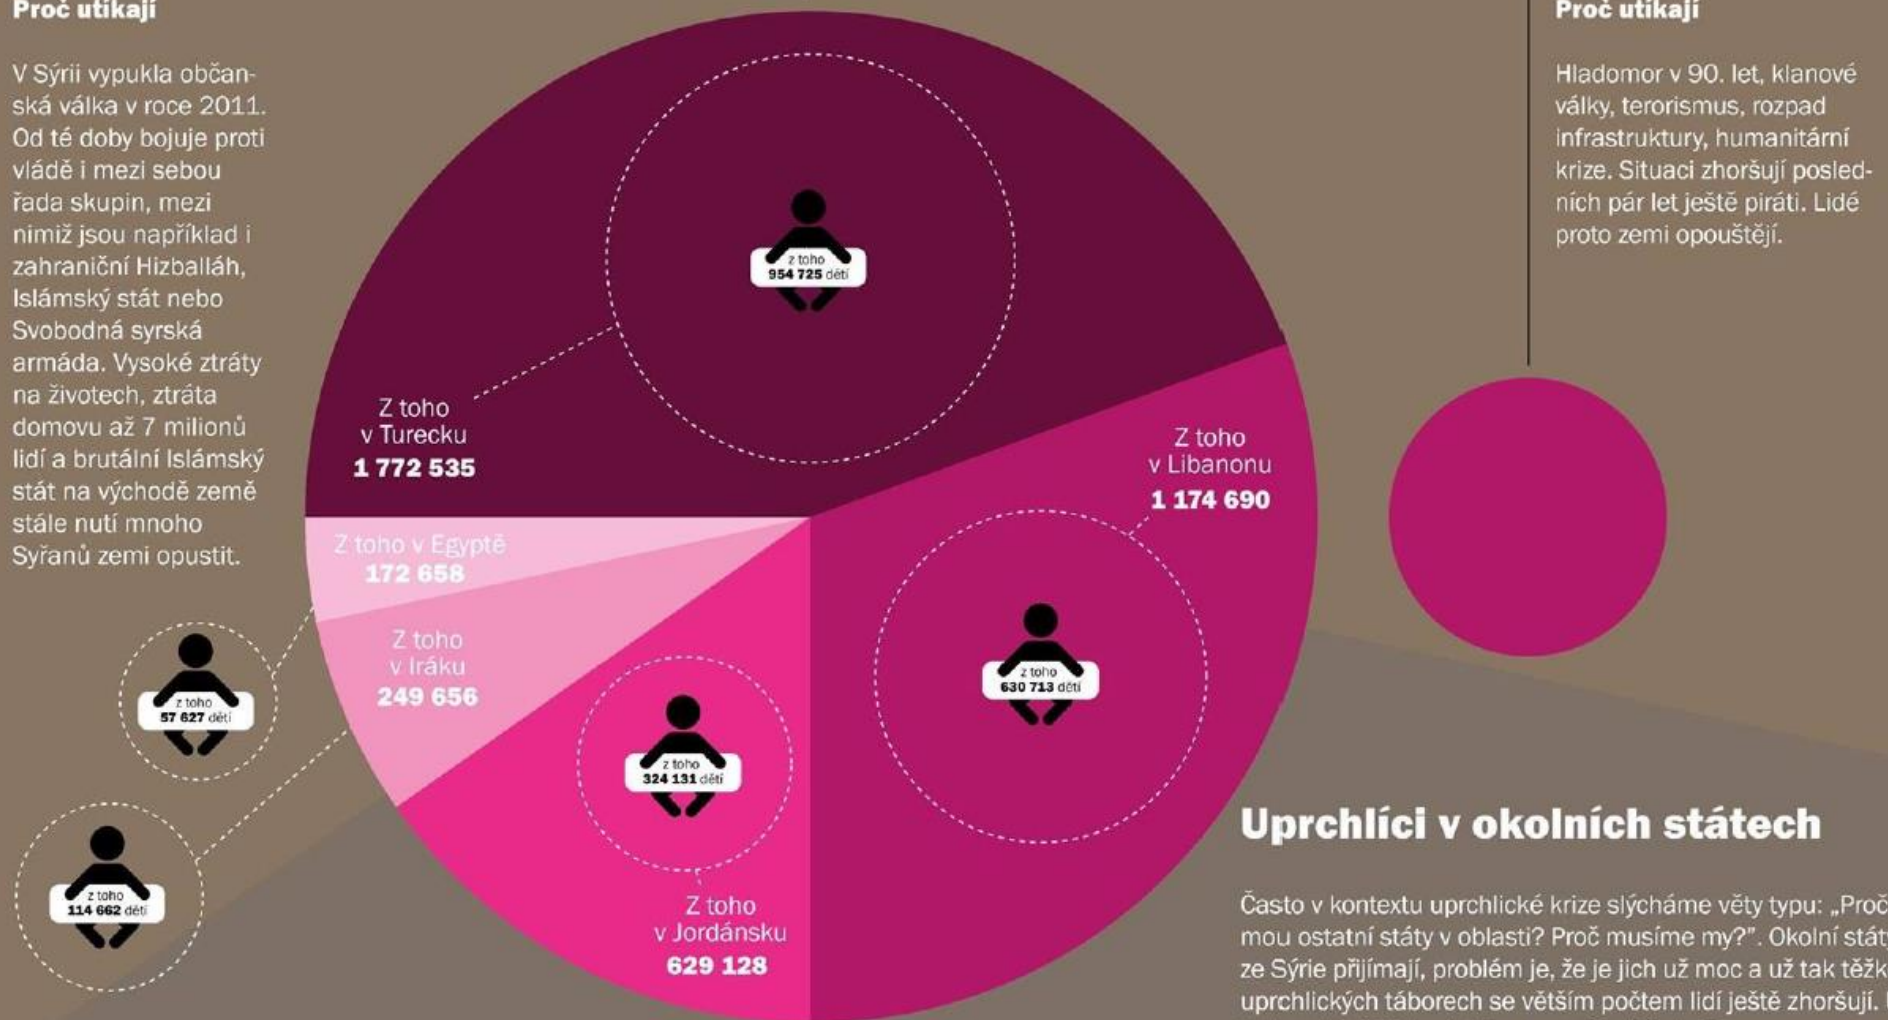 Proč utíkají
V Sýrii vypukla občan-
ská válka v roce 2011.
Od té doby bojuje proti
vládě i mezi sebou
řada skupin, mezi
nimiž jsou například i
zahraniční Hizballáh,
Islámský stát nebo
Svobodná syrská
armáda. Vysoké ztráty
na životech, ztráta
domovu až 7 milionů
lidí a brutální Islámský
stát na východě země
stále nutí mnoho
Syřanů zemi opustit.
z toho
954 725 dětí
Z toho
v Turecku
1 772 535
Z toho
v Libanonu
1 174 690
z toho
630 713 dětí
Z toho v Egyptě
172 658
z toho
57 627 dětí
Z toho
v Iráku
249 656
z toho
114 662 dětí
z toho
324 131 dětí
Z toho
v Jordánsku
629 128
Proč utíkají
Hladomor v 90. let, klanové
války, terorismus, rozpad
infrastruktury, humanitární
krize. Situaci zhoršují posled-
ních pár let ještě piráti. Lidé
proto zemi opouštějí.
Uprchlíci v okolních státech
Často v kontextu uprchlické krize slýcháme věty typu: „Proč
mou ostatní státy v oblasti? Proč musíme my?”. Okolní stát
ze Sýrie přijímají, problém je, že je jich už moc a už tak těžk
uprchlických táborech se větším počtem lidí ještě zhoršují.